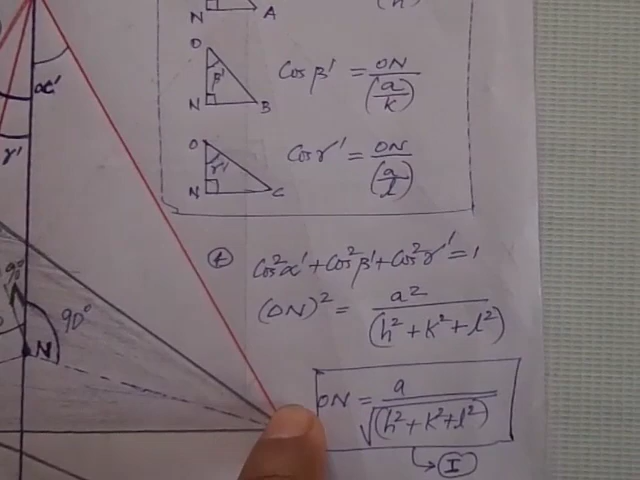 N A (h)
O
β'
N B
Cos β' = ON/(a/k)
O
γ'
N C
Cos γ' = ON/(a/l)
α'
γ'
Cos²α' + Cos²β' + Cos²γ' = 1
(ON)² = a²/(h² + k² + l²)
90°
90°
N
ON = a/√(h² + k² + l²)
→ I